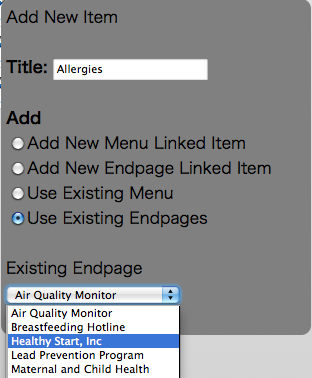 Add New Item
Title: Allergies
Add
Add New Menu Linked Item
Add New Endpage Linked Item
Use Existing Menu
Use Existing Endpages
Existing Endpage
Air Quality Monitor
Air Quality Monitor
Breastfeeding Hotline
Healthy Start, Inc
Lead Prevention Program
Maternal and Child Health